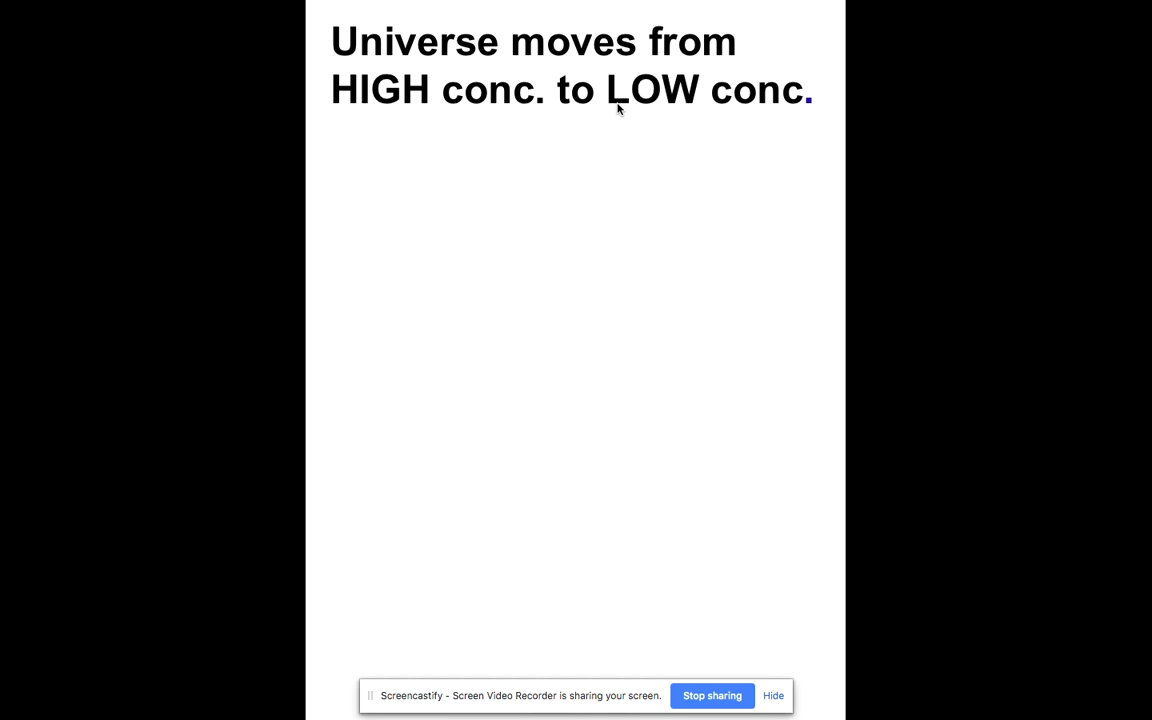 Universe moves from
HIGH conc. to LOW conc.
Screencastify - Screen Video Recorder is sharing your screen. Stop sharing Hide